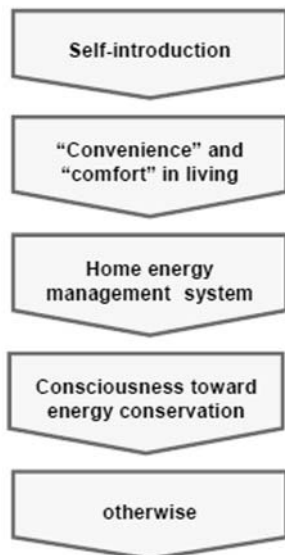 Self-introduction
“Convenience” and
“comfort” in living
Home energy
management system
Consciousness toward
energy conservation
otherwise